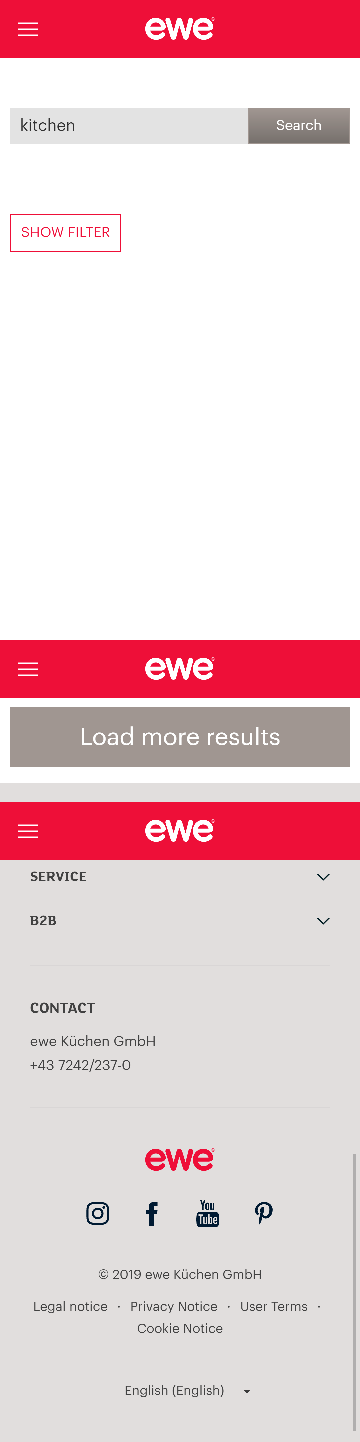 ewe
kitchen
Search
SHOW FILTER
ewe
Load more results
ewe
SERVICE
B2B
CONTACT
ewe Küchen GmbH
+43 7242/237-0
ewe
You
Tube
© 2019 ewe Küchen GmbH
Legal notice · Privacy Notice · User Terms ·
Cookie Notice
English (English)